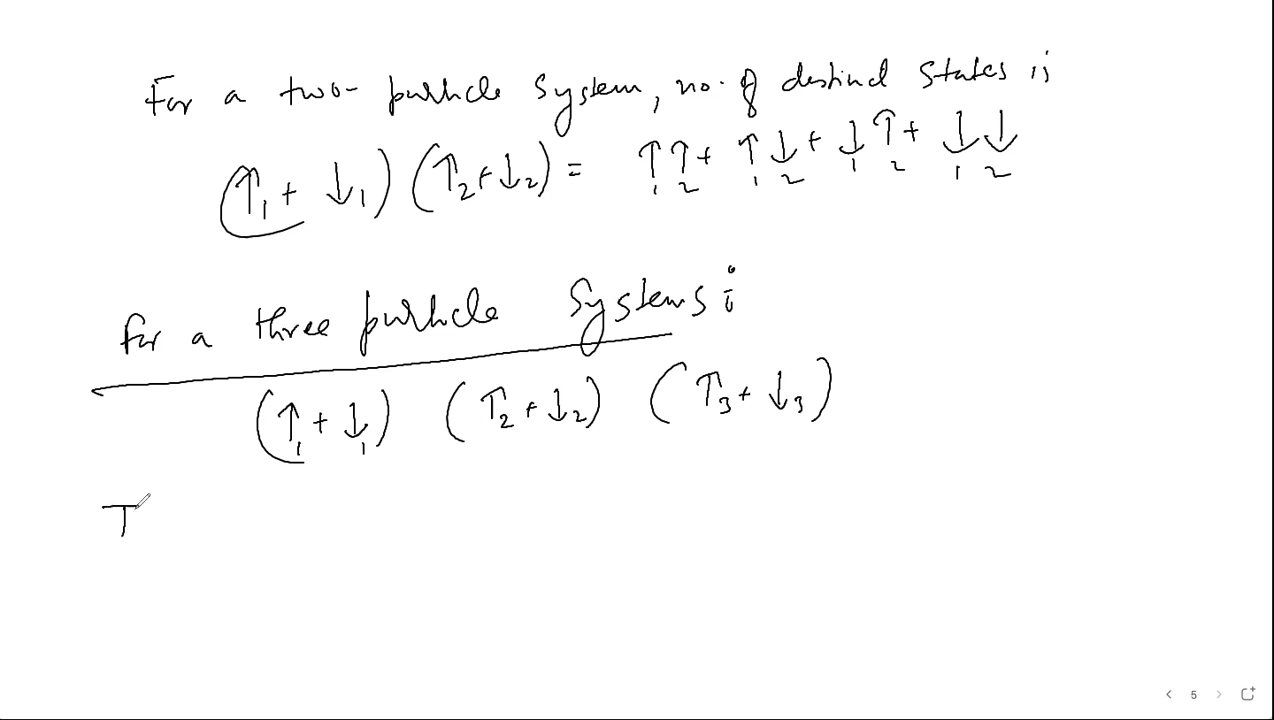 For a two-particle system, no. of distinct states is
(↑₁ + ↓₁) (↑₂ + ↓₂) = ↑₁↑₂ + ↑₁↓₂ + ↓₁↑₂ + ↓₁↓₂
for a three particle systems:
(↑₁ + ↓₁) (↑₂ + ↓₂) (↑₃ + ↓₃)
T
5